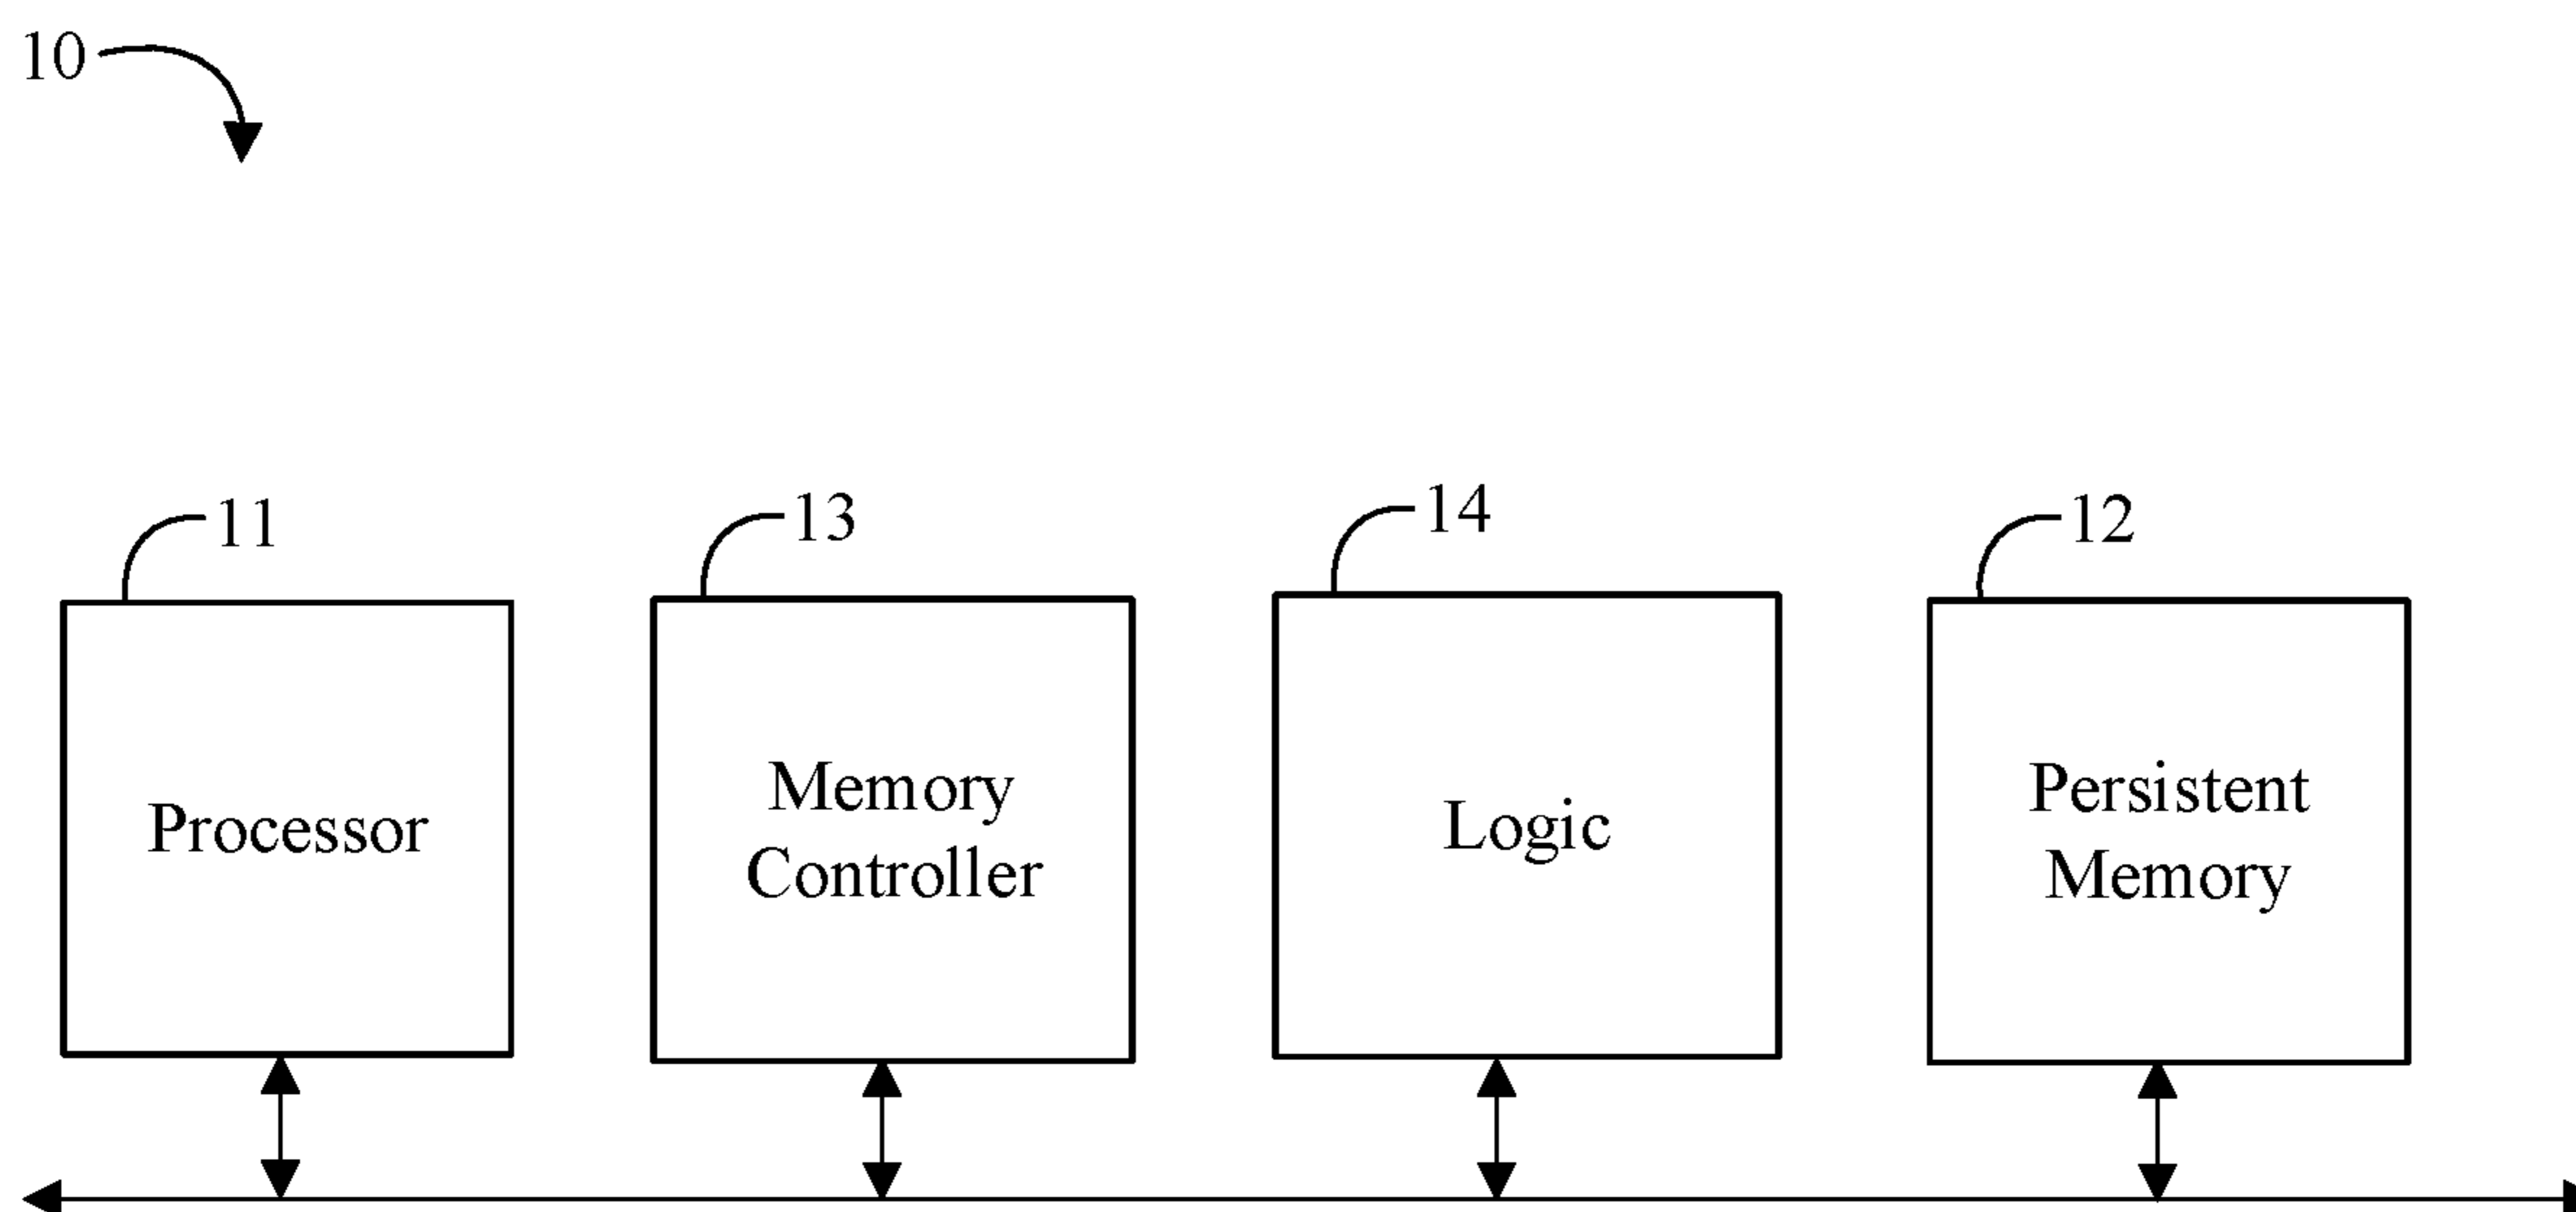 10
11
13
14
12
Processor
Memory
Controller
Logic
Persistent
Memory